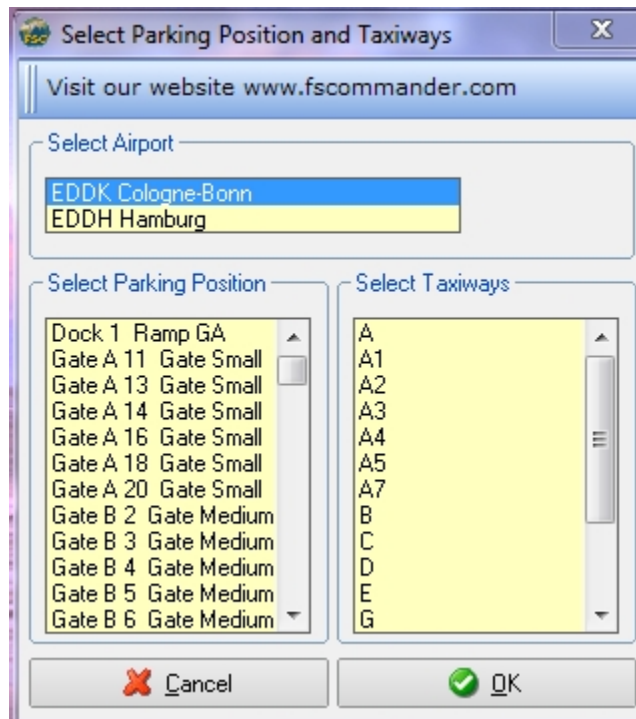 Select Parking Position and Taxiways
Visit our website www.fscommander.com
Select Airport
EDDK Cologne-Bonn
EDDH Hamburg
Select Parking Position
Dock 1 Ramp GA
Gate A 11 Gate Small
Gate A 13 Gate Small
Gate A 14 Gate Small
Gate A 16 Gate Small
Gate A 18 Gate Small
Gate A 20 Gate Small
Gate B 2 Gate Medium
Gate B 3 Gate Medium
Gate B 4 Gate Medium
Gate B 5 Gate Medium
Gate B 6 Gate Medium
Select Taxiways
A
A1
A2
A3
A4
A5
A7
B
C
D
E
G
Cancel
OK